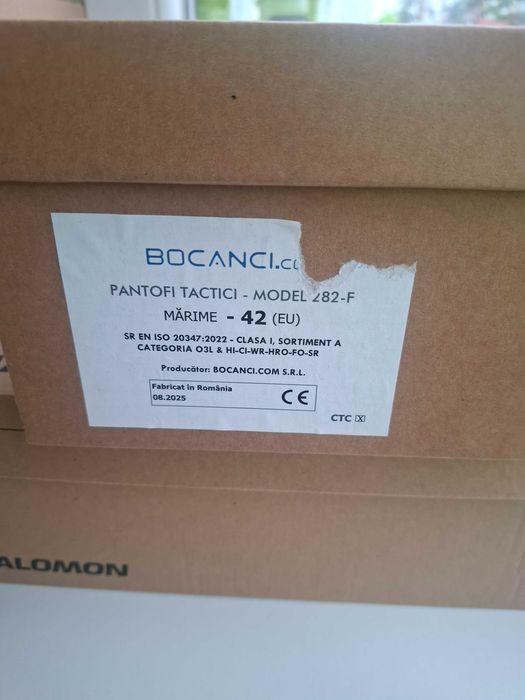 BOCANCI.CO
PANTOFI TACTICI - MODEL 282-F
MĂRIME - 42 (EU)
SR EN ISO 20347:2022 - CLASA I, SORTIMENT A
CATEGORIA O3L & HI-CI-WR-HRO-FO-SR
Producător: BOCANCI.COM S.R.L.
Fabricat în România
08.2025
CE
CTC X
ALOMON